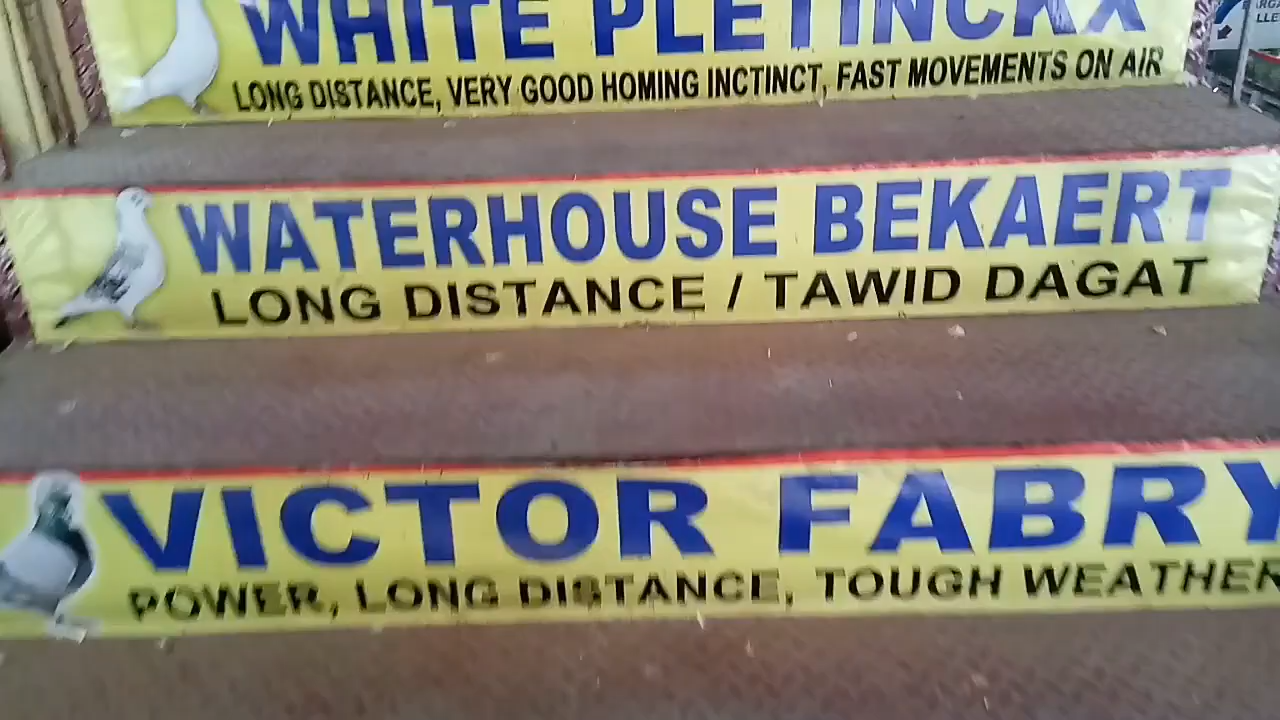 WHITE PLETINCKX
LONG DISTANCE, VERY GOOD HOMING INCTINCT, FAST MOVEMENTS ON AIR
WATERHOUSE BEKAERT
LONG DISTANCE / TAWID DAGAT
VICTOR FABRY
POWER, LONG DISTANCE, TOUGH WEATHER